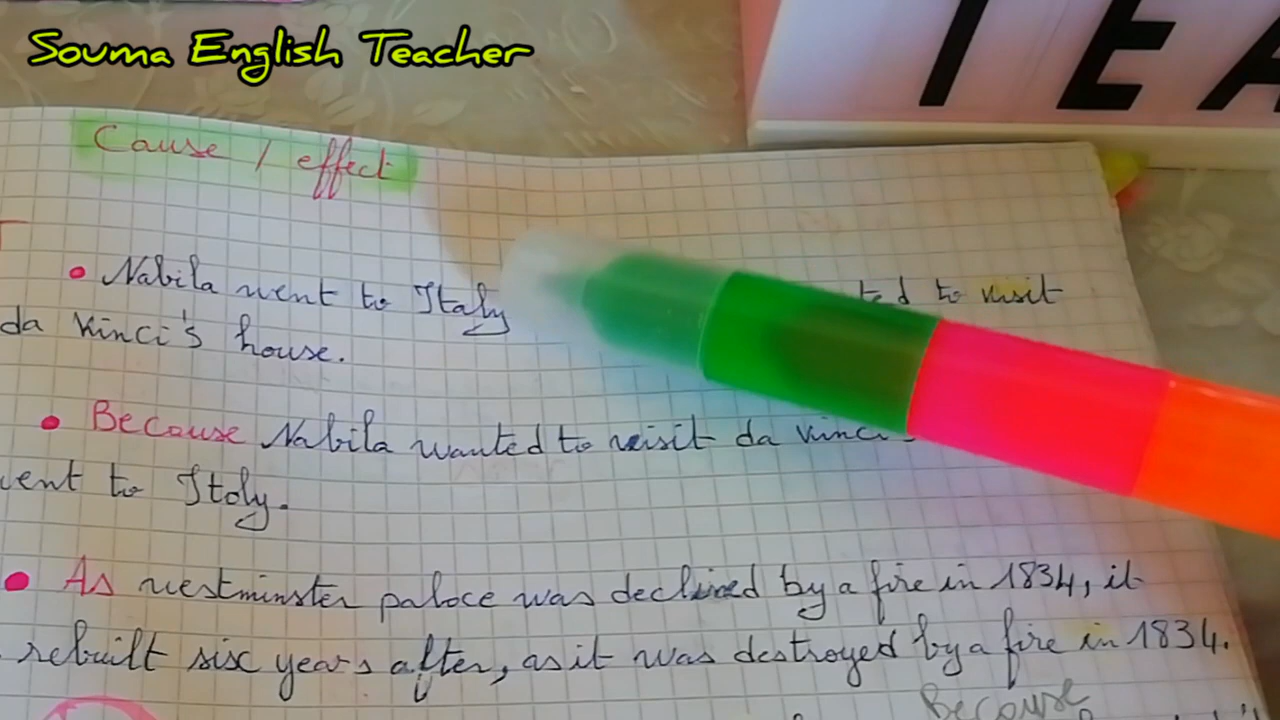 Souma English Teacher
TEA
Cause / effect
• Nabila went to Italy ted to visit
da Vinci's house.
• Because Nabila wanted to visit da Vinci
went to Italy.
• As westminster palace was declined by a fire in 1834, it
rebuilt six years after, as it was destroyed by a fire in 1834.
Because